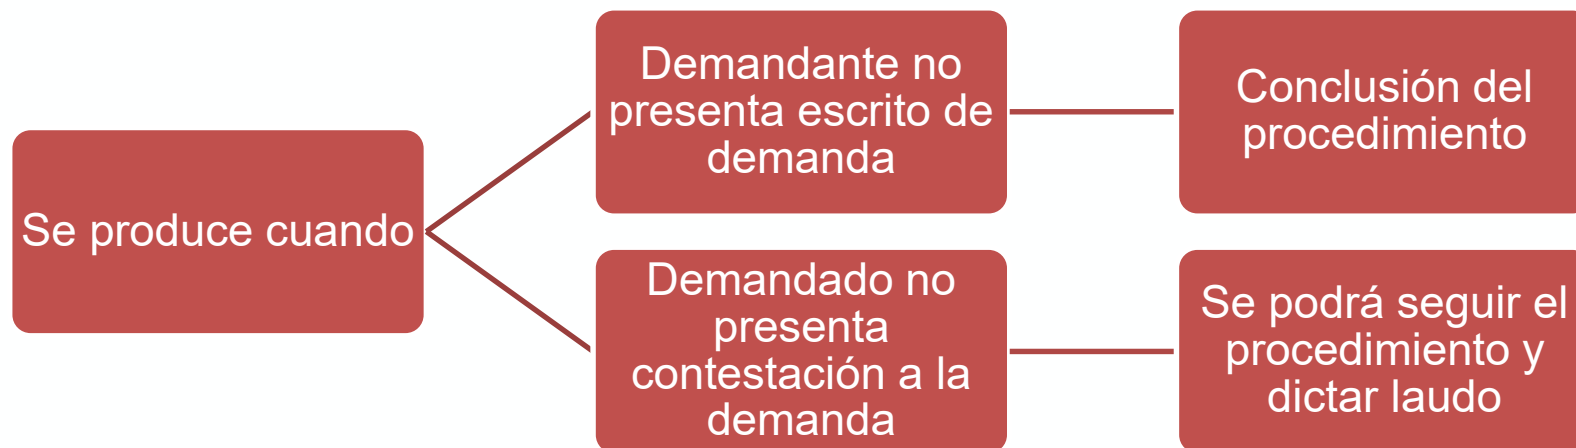 Se produce cuando
Demandante no
presenta escrito de
demanda
Conclusión del
procedimiento
Demandado no
presenta
contestación a la
demanda
Se podrá seguir el
procedimiento y
dictar laudo